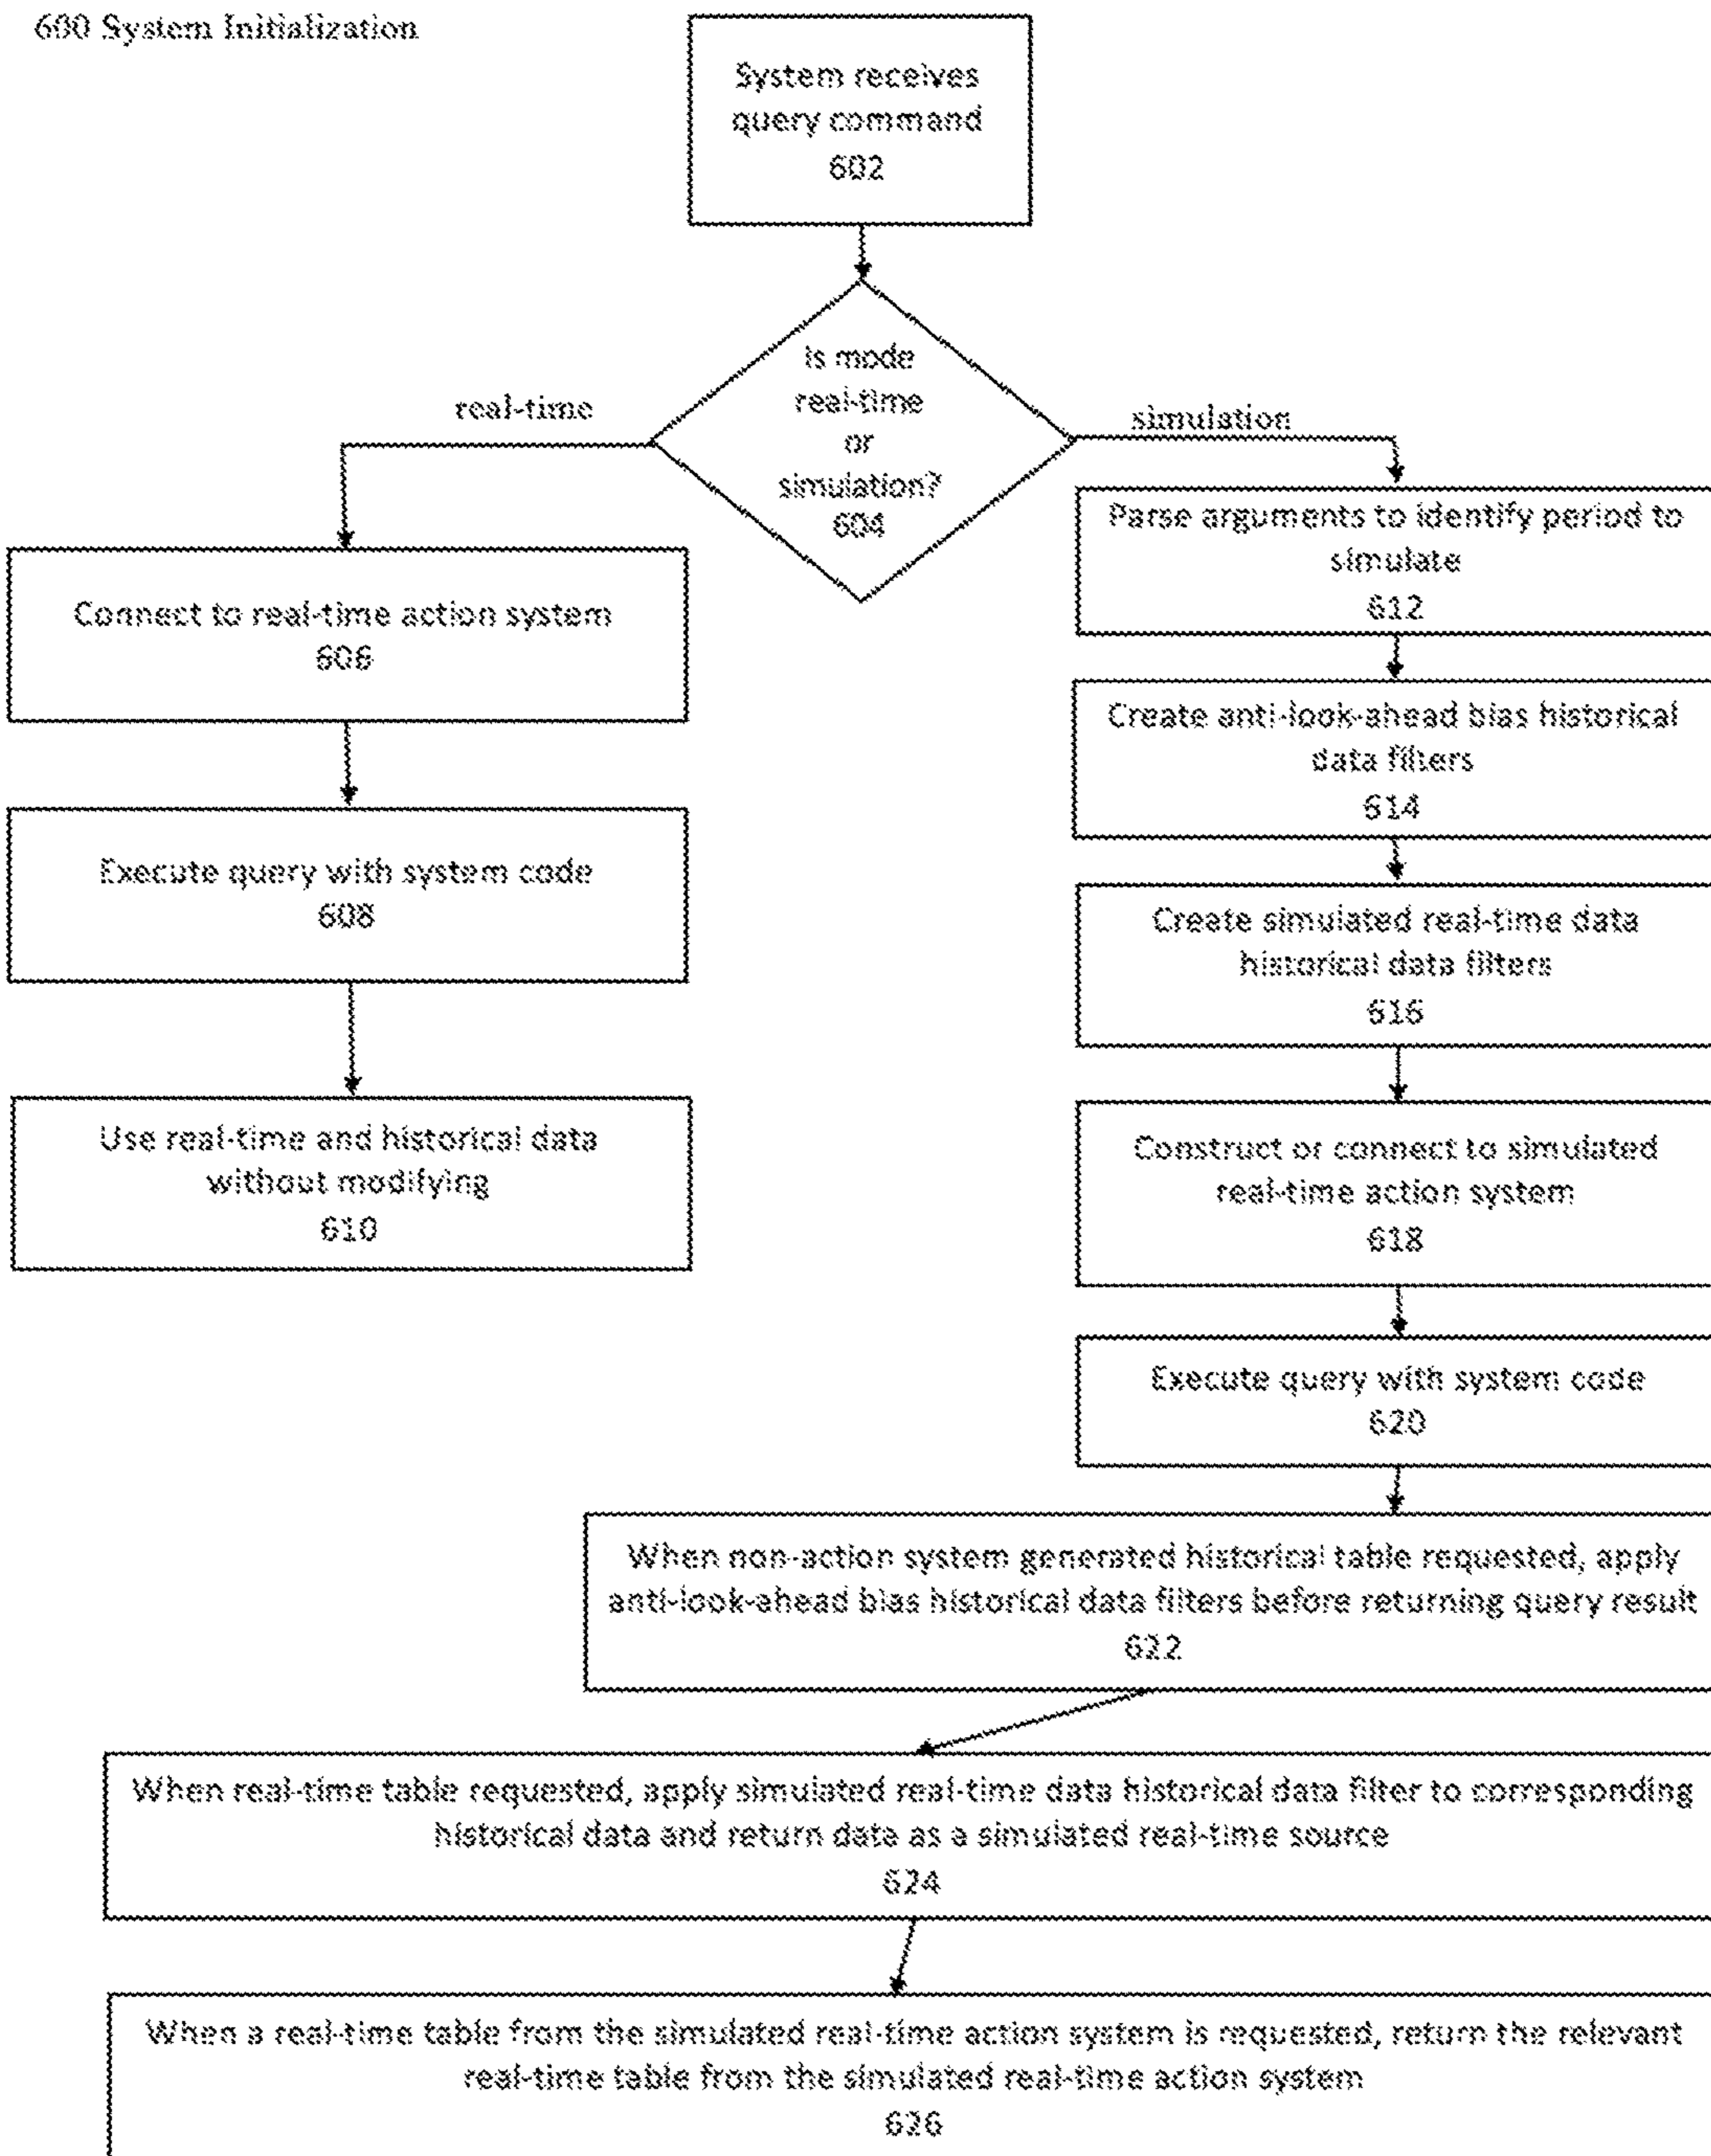 600 System Initialization
System receives
query command
602
Is mode
real-time
or
simulation?
604
real-time
simulation
Connect to real-time action system
606
Execute query with system code
608
Use real-time and historical data
without modifying
610
Parse arguments to identify period to
simulate
612
Create anti-look-ahead bias historical
data filters
614
Create simulated real-time data
historical data filters
616
Construct or connect to simulated
real-time action system
618
Execute query with system code
620
When non-action system generated historical table requested, apply
anti-look-ahead bias historical data filters before returning query result
622
When real-time table requested, apply simulated real-time data historical data filter to corresponding
historical data and return data as a simulated real-time source
624
When a real-time table from the simulated real-time action system is requested, return the relevant
real-time table from the simulated real-time action system
626